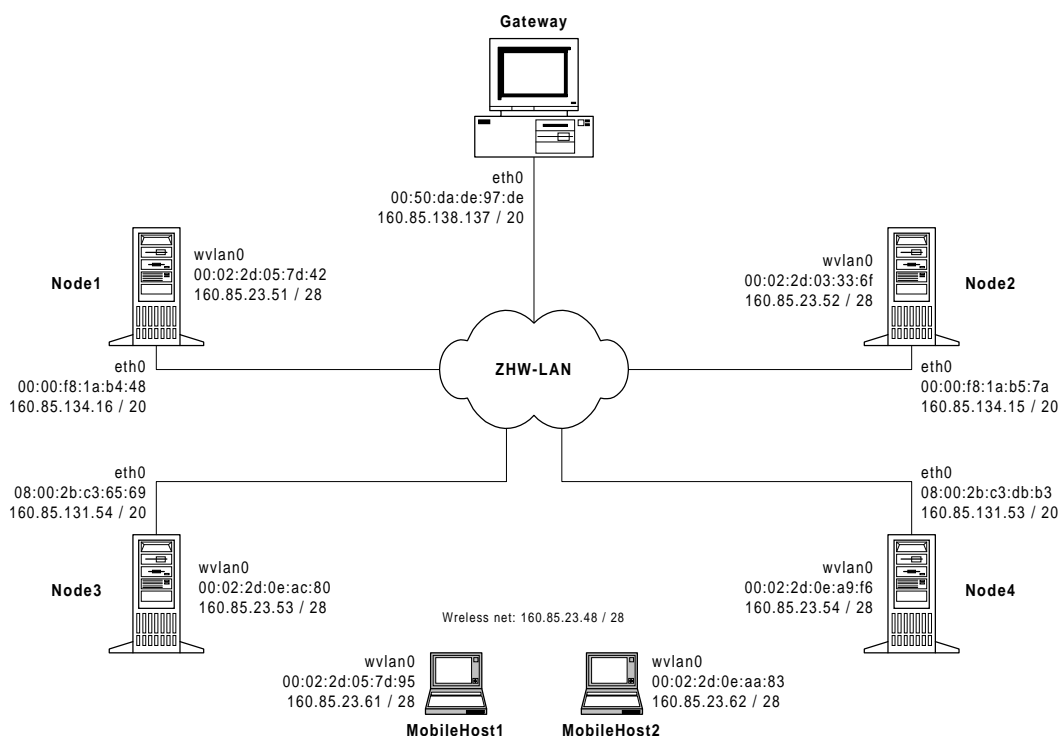 Gateway
eth0
00:50:da:de:97:de
160.85.138.137 / 20
Node1
wvlan0
00:02:2d:05:7d:42
160.85.23.51 / 28
eth0
00:00:f8:1a:b4:48
160.85.134.16 / 20
wvlan0
00:02:2d:03:33:6f
160.85.23.52 / 28
Node2
eth0
00:00:f8:1a:b5:7a
160.85.134.15 / 20
ZHW-LAN
eth0
08:00:2b:c3:65:69
160.85.131.54 / 20
Node3
wvlan0
00:02:2d:0e:ac:80
160.85.23.53 / 28
eth0
08:00:2b:c3:db:b3
160.85.131.53 / 20
wvlan0
00:02:2d:0e:a9:f6
160.85.23.54 / 28
Node4
Wreless net: 160.85.23.48 / 28
wvlan0
00:02:2d:05:7d:95
160.85.23.61 / 28
MobileHost1
wvlan0
00:02:2d:0e:aa:83
160.85.23.62 / 28
MobileHost2